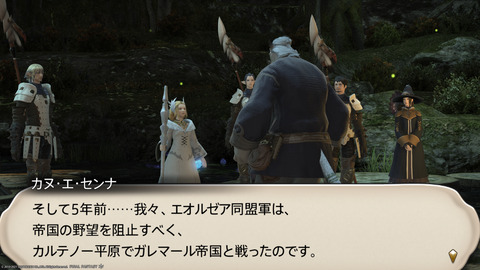 カヌ・エ・センナ
そして5年前……我々、エオルゼア同盟軍は、
帝国の野望を阻止すべく、
カルテノー平原でガレマール帝国と戦ったのです。